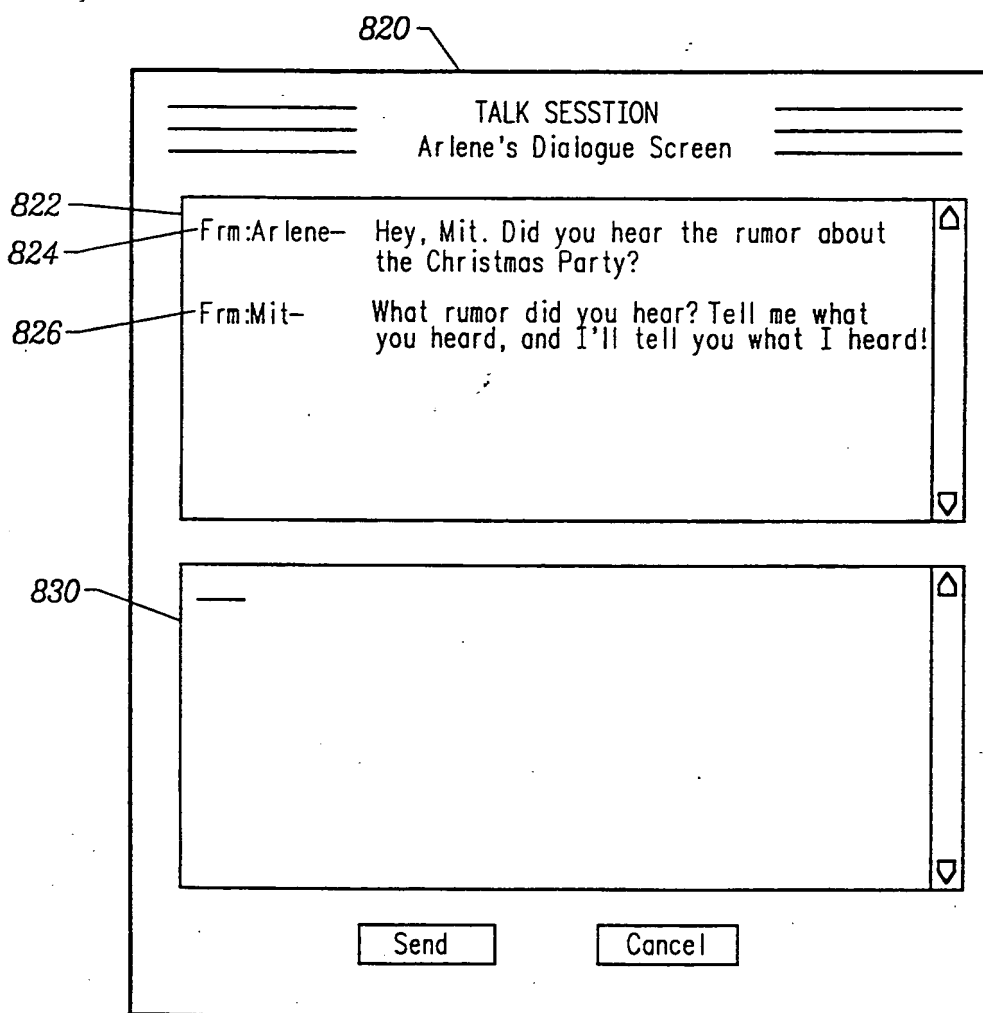 820
TALK SESSTION
Arlene's Dialogue Screen
822
824
Frm:Arlene– Hey, Mit. Did you hear the rumor about
the Christmas Party?
826
Frm:Mit– What rumor did you hear? Tell me what
you heard, and I'll tell you what I heard!
830
Send Cancel